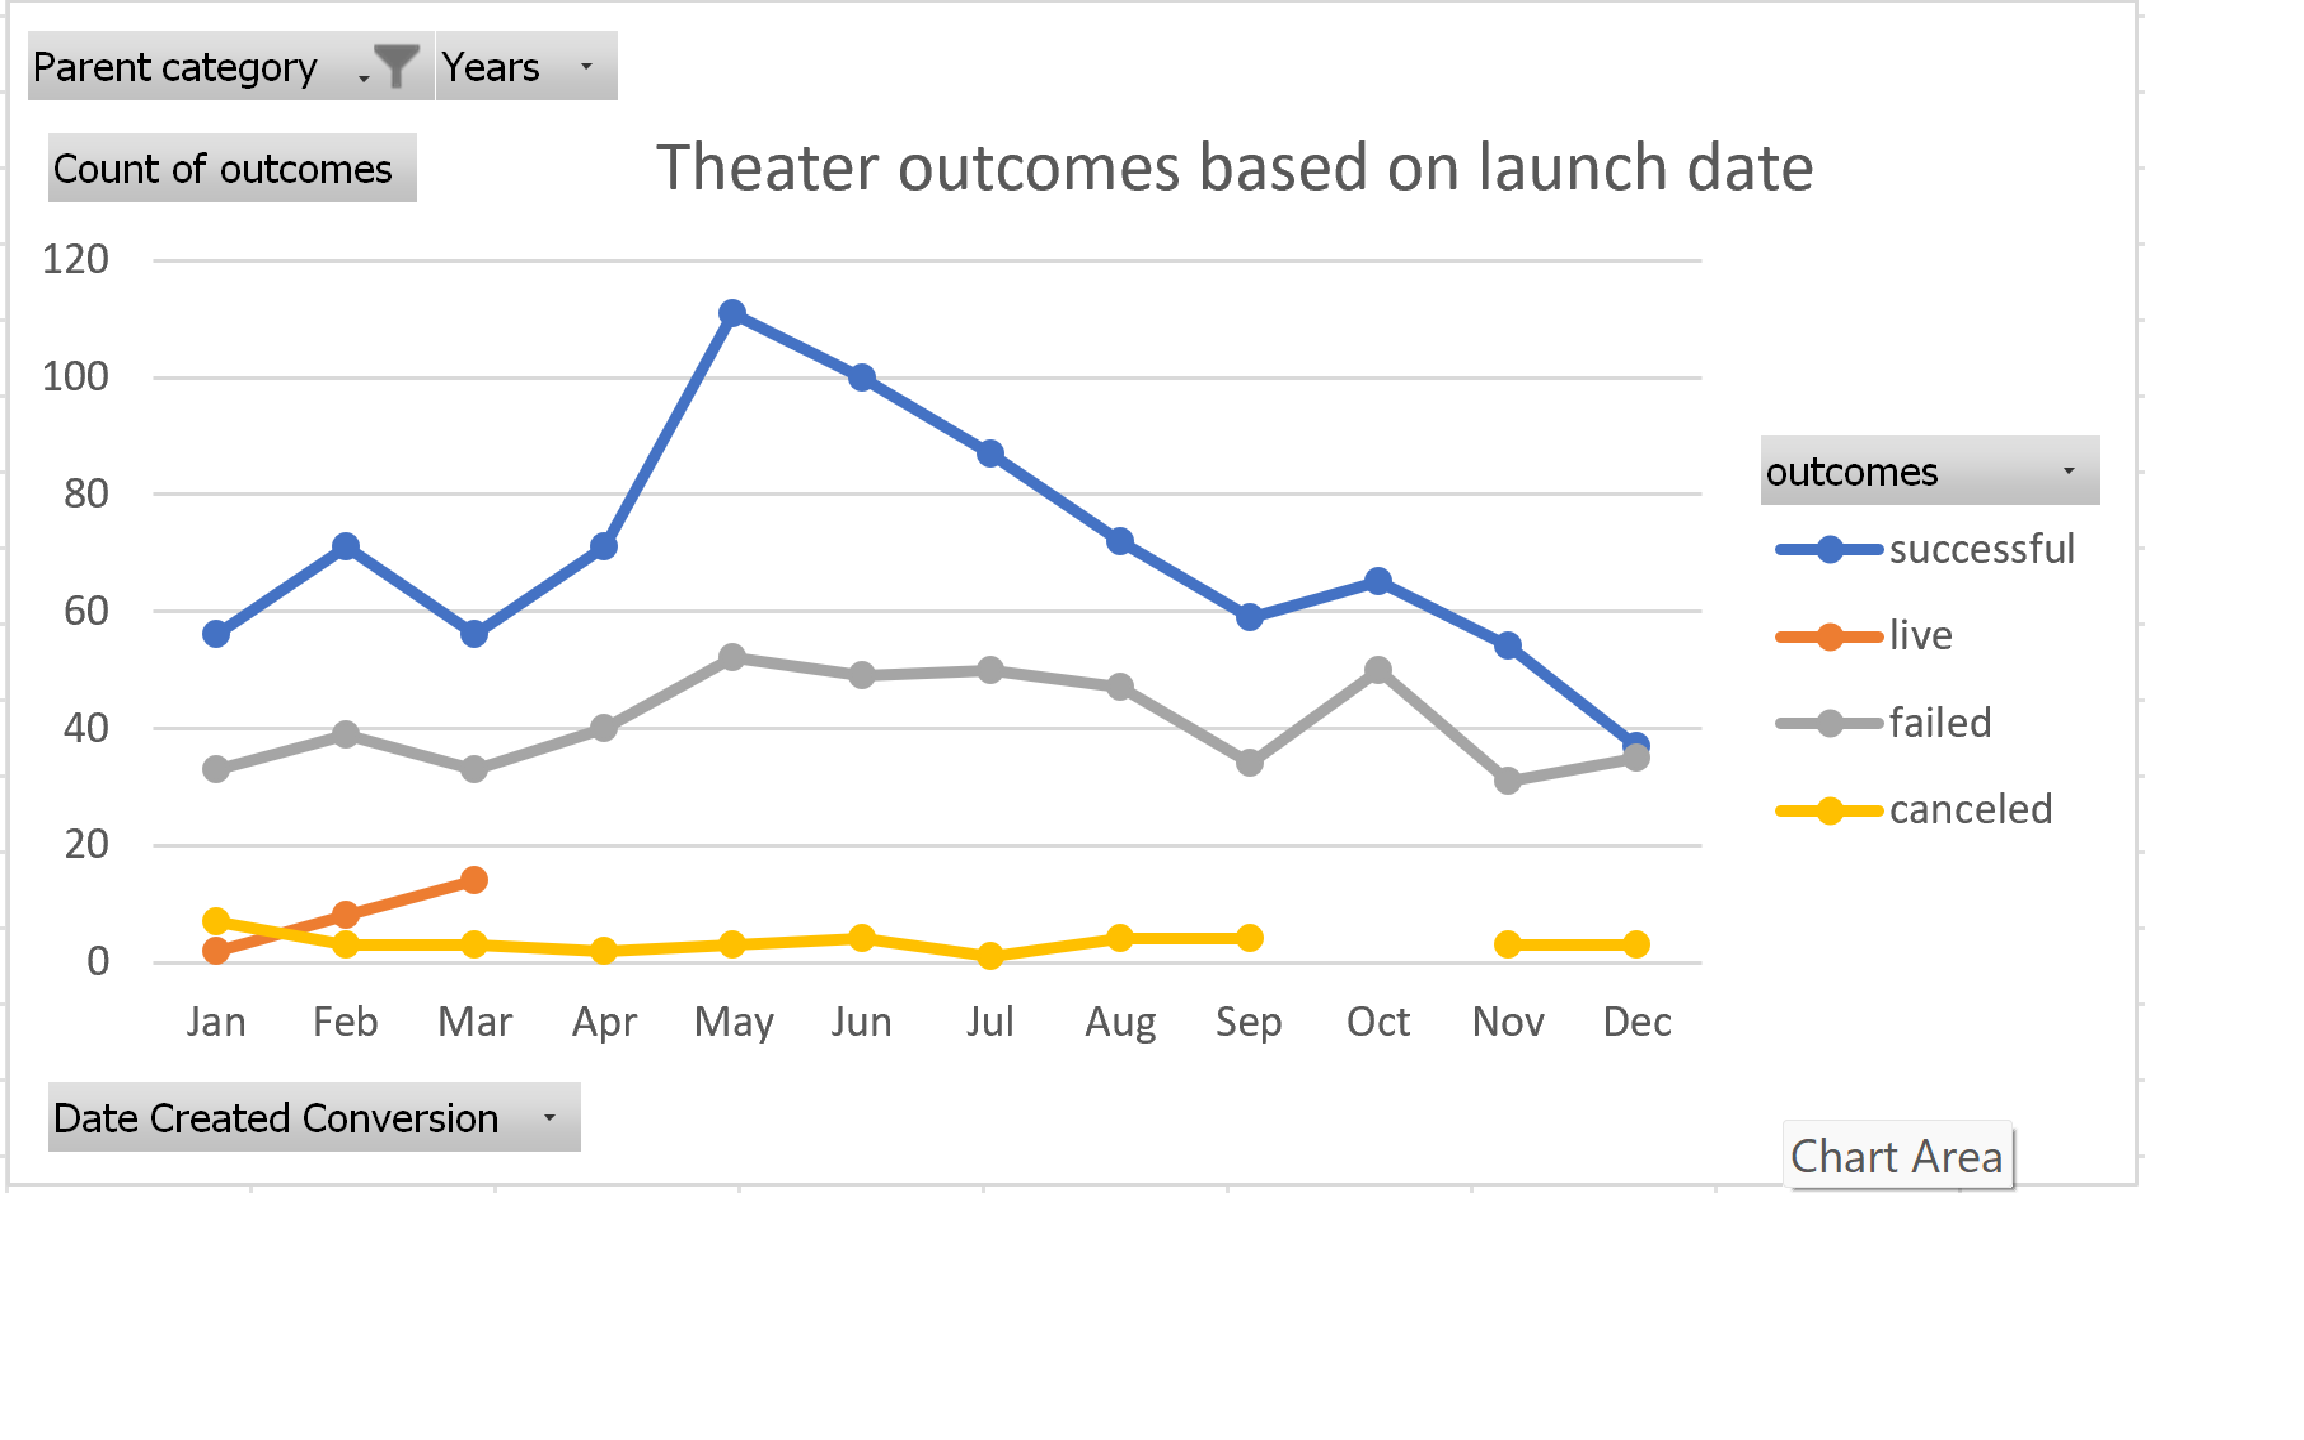 Parent category Years
Count of outcomes
Theater outcomes based on launch date
120
100
80
60
40
20
0
Jan Feb Mar Apr May Jun Jul Aug Sep Oct Nov Dec
outcomes
successful
live
failed
canceled
Date Created Conversion
Chart Area